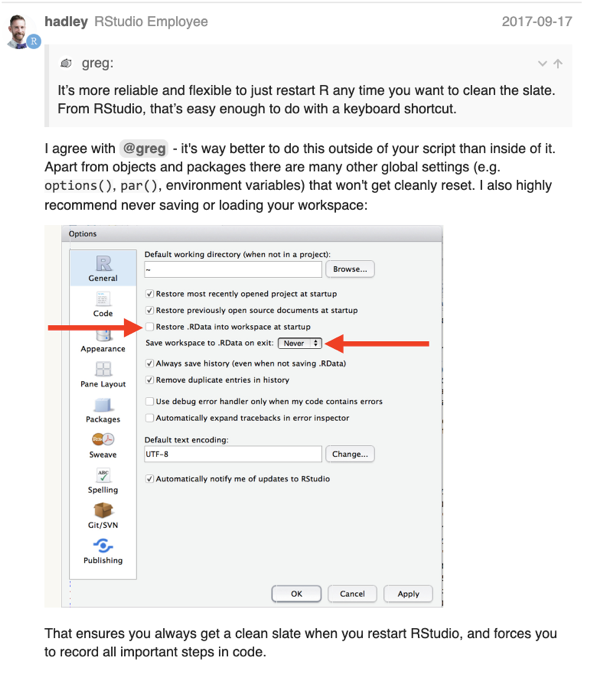 hadley RStudio Employee 2017-09-17
R
greg:
It’s more reliable and flexible to just restart R any time you want to clean the slate.
From RStudio, that’s easy enough to do with a keyboard shortcut.
I agree with @greg - it's way better to do this outside of your script than inside of it.
Apart from objects and packages there are many other global settings (e.g.
options(), par(), environment variables) that won't get cleanly reset. I also highly
recommend never saving or loading your workspace:
Options
R
General
Code
Appearance
Pane Layout
Packages
Sweave
ABC
Spelling
Git/SVN
Publishing
Default working directory (when not in a project):
~ Browse...
Restore most recently opened project at startup
Restore previously open source documents at startup
Restore .RData into workspace at startup
Save workspace to .RData on exit: Never
Always save history (even when not saving .RData)
Remove duplicate entries in history
Use debug error handler only when my code contains errors
Automatically expand tracebacks in error inspector
Default text encoding:
UTF-8 Change...
Automatically notify me of updates to RStudio
OK Cancel Apply
That ensures you always get a clean slate when you restart RStudio, and forces you
to record all important steps in code.